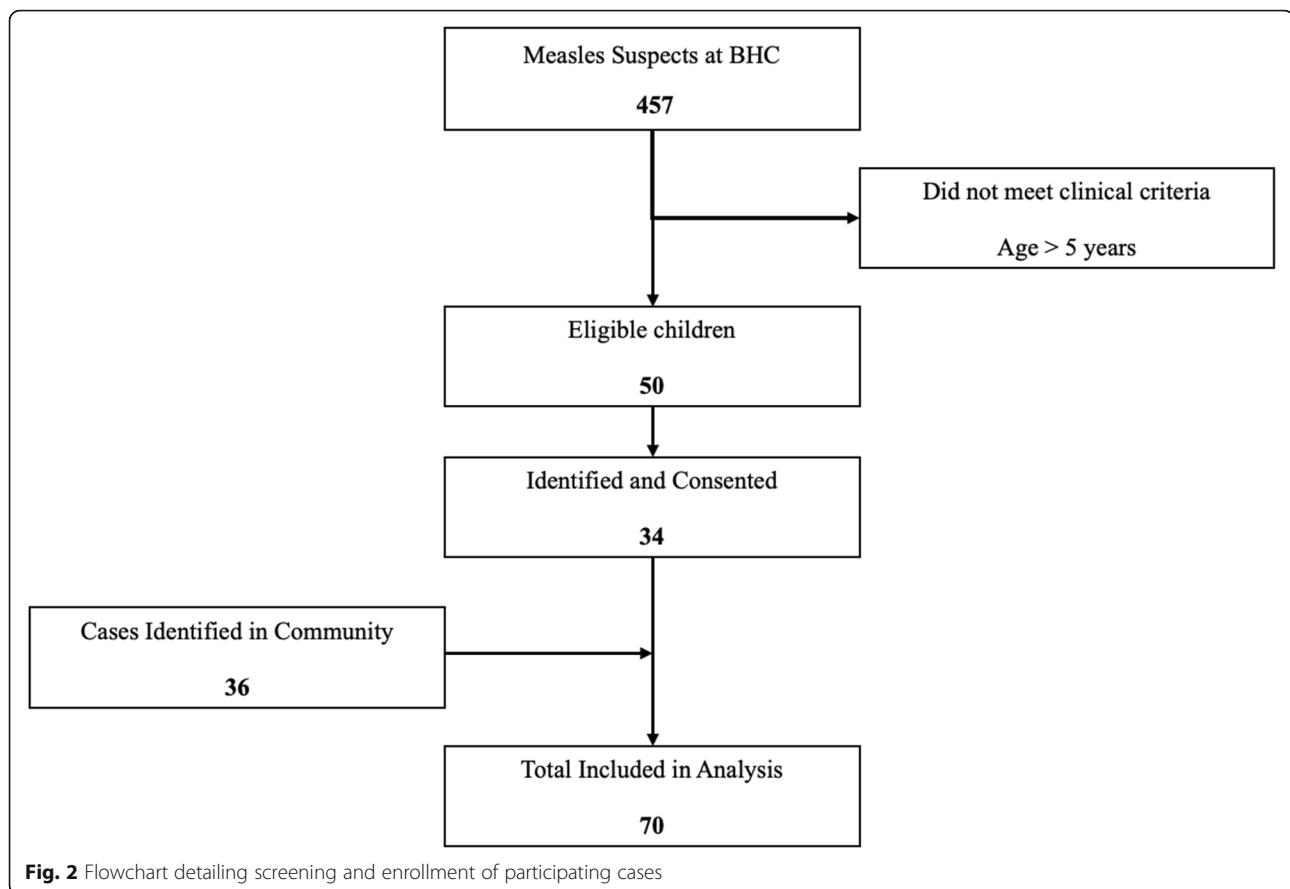 Measles Suspects at BHC
457
Did not meet clinical criteria
Age > 5 years
Eligible children
50
Identified and Consented
34
Cases Identified in Community
36
Total Included in Analysis
70
Fig. 2 Flowchart detailing screening and enrollment of participating cases